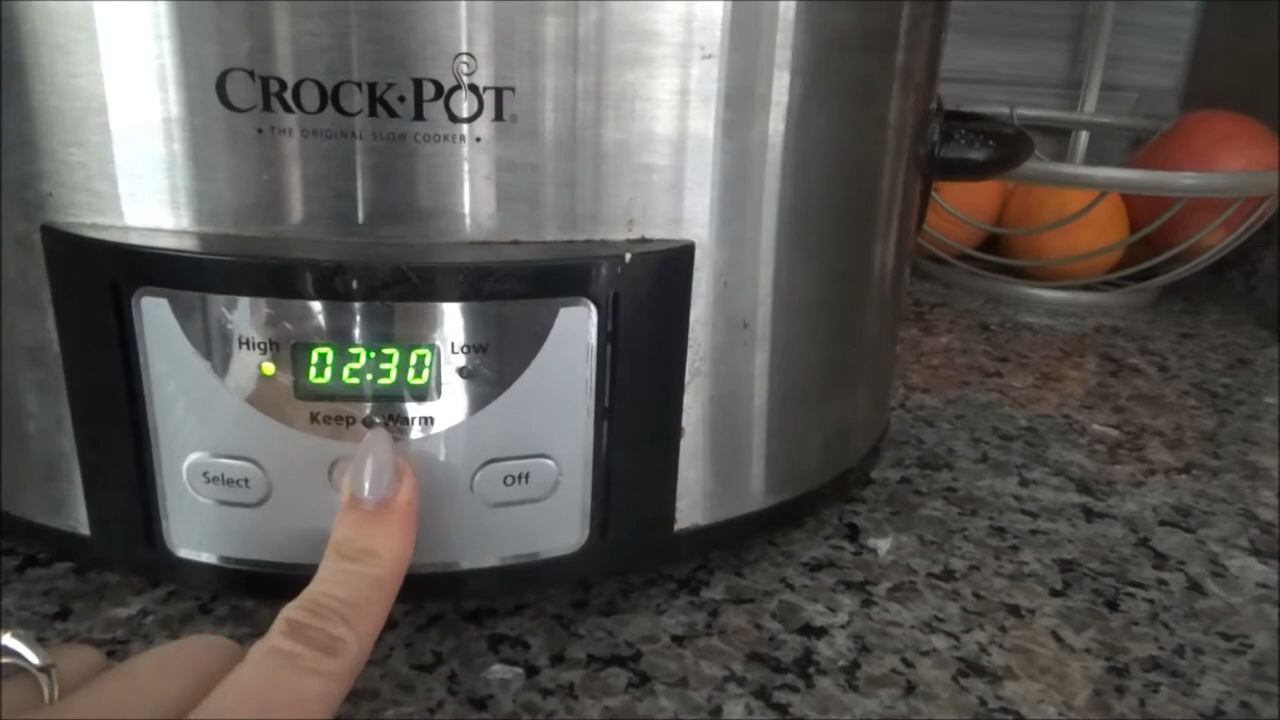 CROCK·POT®
• THE ORIGINAL SLOW COOKER •
High 02:30 Low
Keep Warm
Select Off